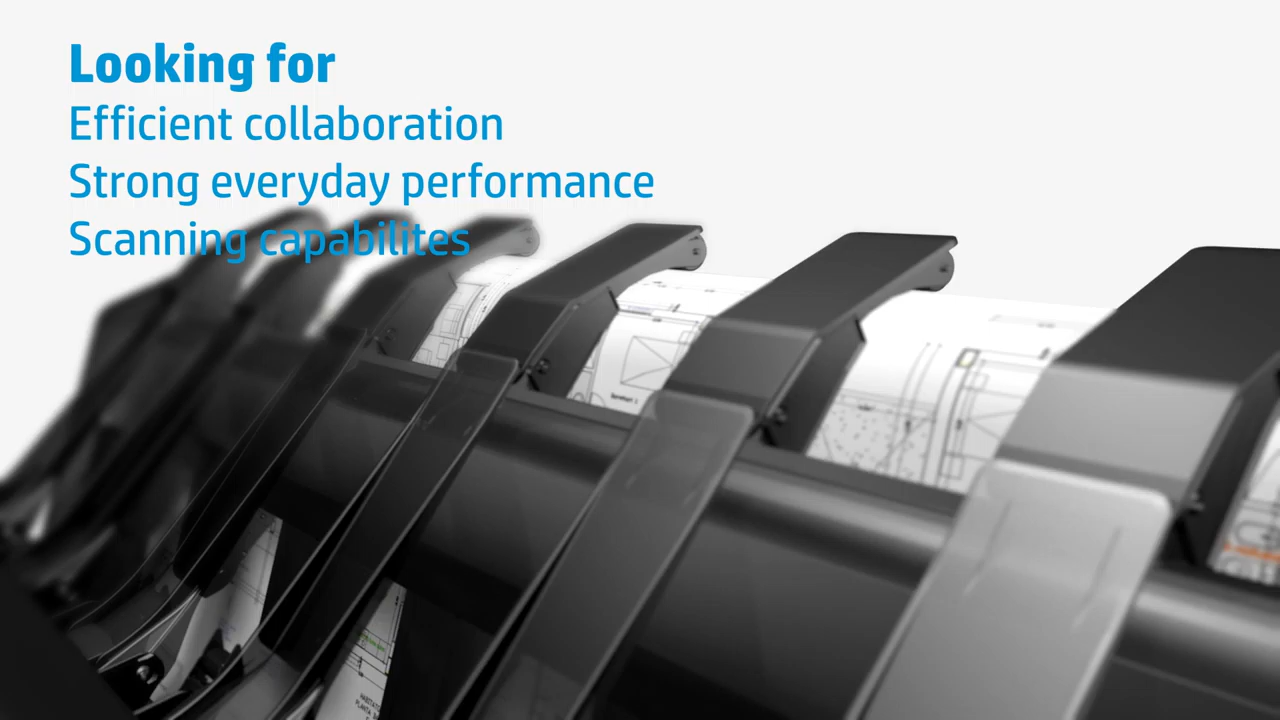 Looking for
Efficient collaboration
Strong everyday performance
Scanning capabilites